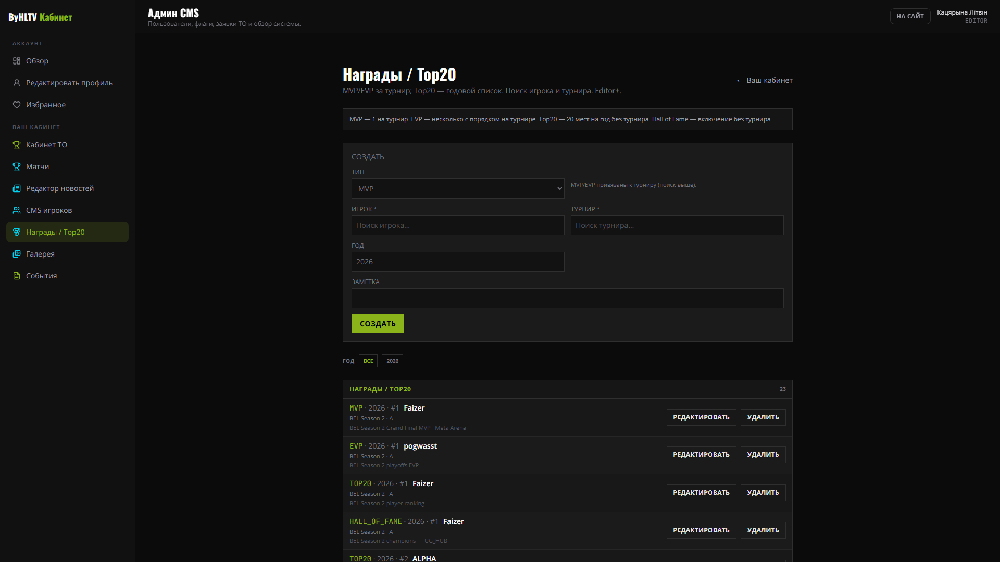 ByHLTV Кабинет
АККАУНТ
Обзор
Редактировать профиль
Избранное
ВАШ КАБИНЕТ
Кабинет ТО
Матчи
Редактор новостей
CMS игроков
Награды / Top20
Галерея
События
Админ CMS
Пользователи, флаги, заявки ТО и обзор системы.
НА САЙТ
Кацярына Літвін
EDITOR
Награды / Top20
MVP/EVP за турнир; Top20 — годовой список. Поиск игрока и турнира. Editor+.
← Ваш кабинет
MVP — 1 на турнир. EVP — несколько с порядком на турнире. Top20 — 20 мест на год без турнира. Hall of Fame — включение без турнира.
СОЗДАТЬ
ТИП
MVP
MVP/EVP привязаны к турниру (поиск выше).
ИГРОК *
Поиск игрока...
ТУРНИР *
Поиск турнира...
ГОД
2026
ЗАМЕТКА
СОЗДАТЬ
ГОД ВСЕ 2026
НАГРАДЫ / TOP20 23
MVP · 2026 · #1 Faizer
BEL Season 2 · A
BEL Season 2 Grand Final MVP · Meta Arena
РЕДАКТИРОВАТЬ УДАЛИТЬ
EVP · 2026 · #1 pogwasst
BEL Season 2 · A
BEL Season 2 playoffs EVP
РЕДАКТИРОВАТЬ УДАЛИТЬ
TOP20 · 2026 · #1 Faizer
BEL Season 2 · A
BEL Season 2 player ranking
РЕДАКТИРОВАТЬ УДАЛИТЬ
HALL_OF_FAME · 2026 · #1 Faizer
BEL Season 2 · A
BEL Season 2 champions — UG_HUB
РЕДАКТИРОВАТЬ УДАЛИТЬ
TOP20 · 2026 · #2 ALPHA